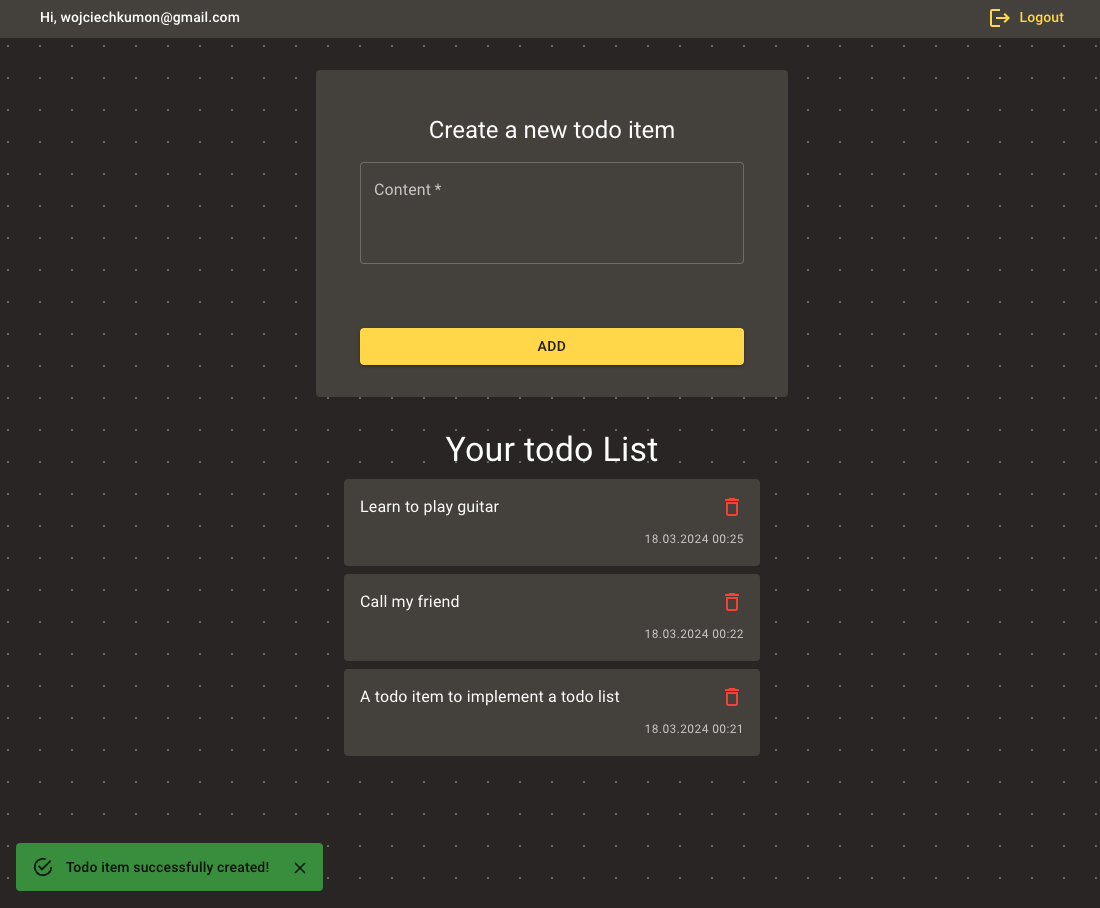 Hi, wojciechkumon@gmail.com
Logout
Create a new todo item
Content *
ADD
Your todo List
Learn to play guitar
18.03.2024 00:25
Call my friend
18.03.2024 00:22
A todo item to implement a todo list
18.03.2024 00:21
Todo item successfully created!